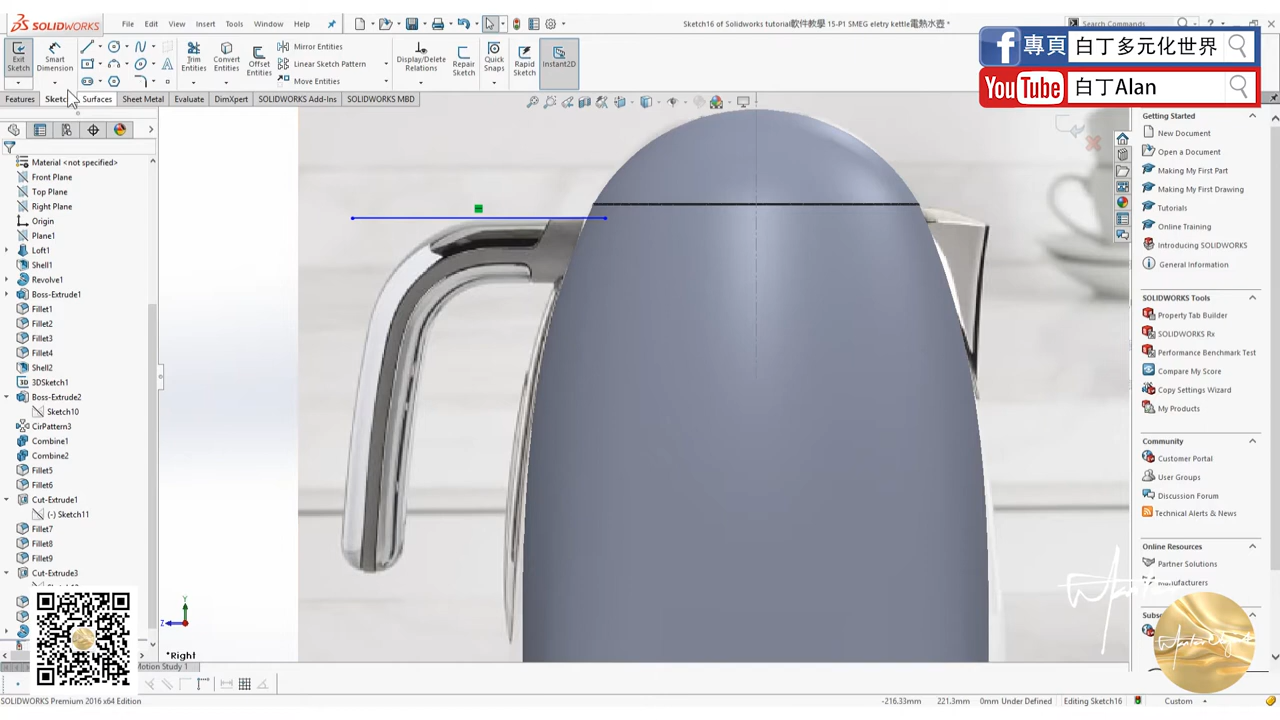 SOLIDWORKS
File
Edit
View
Insert
Tools
Window
Help
Sketch16 of Solidworks tutorial軟件教學 15-P1 SMEG eletry kettle電熱水壺 *
Search Commands
專頁 白丁多元化世界
YouTube 白丁Alan
Exit Sketch
Smart Dimension
Trim Entities
Convert Entities
Offset Entities
Mirror Entities
Linear Sketch Pattern
Move Entities
Display/Delete Relations
Repair Sketch
Quick Snaps
Rapid Sketch
Instant2D
Features
Sketch
Surfaces
Sheet Metal
Evaluate
DimXpert
SOLIDWORKS Add-Ins
SOLIDWORKS MBD
Material <not specified>
Front Plane
Top Plane
Right Plane
Origin
Plane1
Loft1
Shell1
Revolve1
Boss-Extrude1
Fillet1
Fillet2
Fillet3
Fillet4
Shell2
3D 3DSketch1
Boss-Extrude2
Sketch10
CirPattern3
Combine1
Combine2
Fillet5
Fillet6
Cut-Extrude1
(-) Sketch11
Fillet7
Fillet8
Fillet9
Cut-Extrude3
Motion Study 1
Y
Z
*Right
Getting Started
New Document
Open a Document
Making My First Part
Making My First Drawing
Tutorials
Online Training
Introducing SOLIDWORKS
General Information
SOLIDWORKS Tools
Property Tab Builder
SOLIDWORKS Rx
Performance Benchmark Test
Compare My Score
Copy Settings Wizard
My Products
Community
Customer Portal
User Groups
Discussion Forum
Technical Alerts & News
Online Resources
Partner Solutions
Manufacturers
SOLIDWORKS Premium 2016 x64 Edition
-216.33mm
221.3mm
0mm Under Defined
Editing Sketch16
Custom